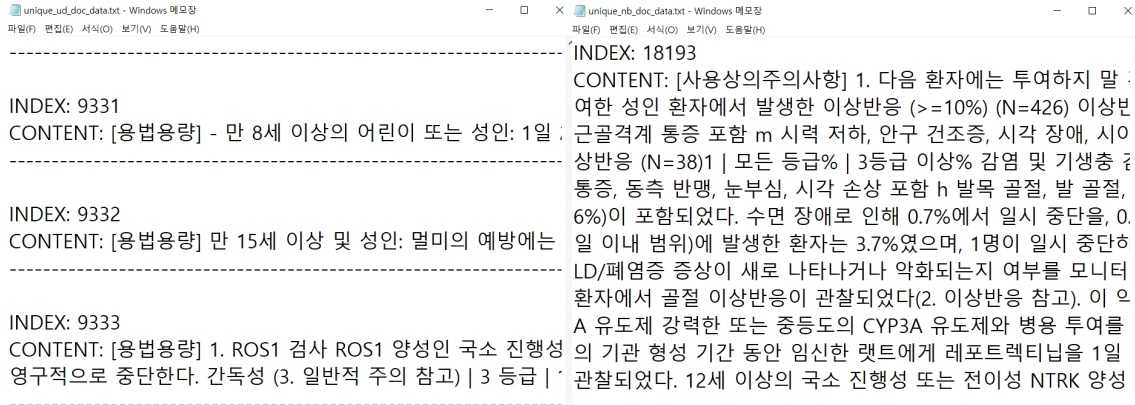 unique_ud_doc_data.txt - Windows 메모장
파일(F) 편집(E) 서식(O) 보기(V) 도움말(H)
INDEX: 9331
CONTENT: [용법용량] - 만 8세 이상의 어린이 또는 성인: 1일
INDEX: 9332
CONTENT: [용법용량] 만 15세 이상 및 성인: 멀미의 예방에는
INDEX: 9333
CONTENT: [용법용량] 1. ROS1 검사 ROS1 양성인 국소 진행성
영구적으로 중단한다. 간독성 (3. 일반적 주의 참고) | 3 등급 |
unique_nb_doc_data.txt - Windows 메모장
파일(F) 편집(E) 서식(O) 보기(V) 도움말(H)
INDEX: 18193
CONTENT: [사용상의주의사항] 1. 다음 환자에는 투여하지 말
여한 성인 환자에서 발생한 이상반응 (>=10%) (N=426) 이상반
근골격계 통증 포함 m 시력 저하, 안구 건조증, 시각 장애, 시야
상반응 (N=38)1 | 모든 등급% | 3등급 이상% 감염 및 기생충 감
통증, 동측 반맹, 눈부심, 시각 손상 포함 h 발목 골절, 발 골절,
6%)이 포함되었다. 수면 장애로 인해 0.7%에서 일시 중단을, 0.
일 이내 범위)에 발생한 환자는 3.7%였으며, 1명이 일시 중단하
LD/폐염증 증상이 새로 나타나거나 악화되는지 여부를 모니터
환자에서 골절 이상반응이 관찰되었다(2. 이상반응 참고). 이 약
A 유도제 강력한 또는 중등도의 CYP3A 유도제와 병용 투여를
의 기관 형성 기간 동안 임신한 랫트에게 레포트렉티닙을 1일
관찰되었다. 12세 이상의 국소 진행성 또는 전이성 NTRK 양성